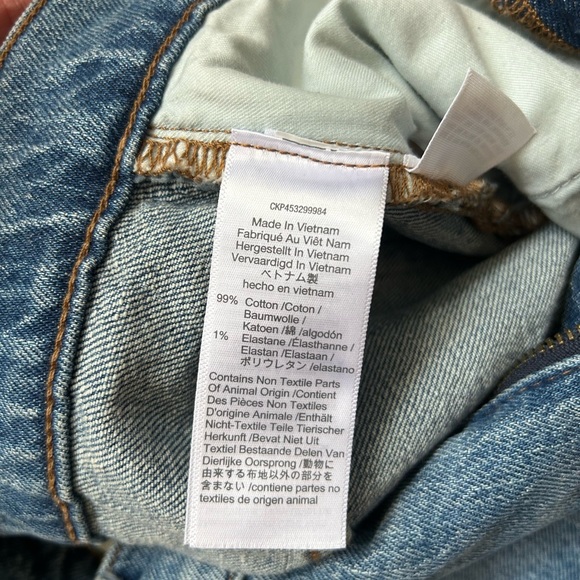 CKP453299984
Made In Vietnam
Fabriqué Au Viêt Nam
Hergestellt In Vietnam
Vervaardigd In Vietnam
ベトナム製
hecho en vietnam
99% Cotton /Coton /
Baumwolle /
Katoen /綿 /algodón
1% Elastane /Élasthanne /
Elastan /Elastaan /
ポリウレタン /elastano
Contains Non Textile Parts
Of Animal Origin /Contient
Des Pièces Non Textiles
D'origine Animale /Enthält
Nicht-Textile Teile Tierischer
Herkunft /Bevat Niet Uit
Textiel Bestaande Delen Van
Dierlijke Oorsprong /動物に
由来する布地以外の部分を
含まない /contiene partes no
textiles de origen animal